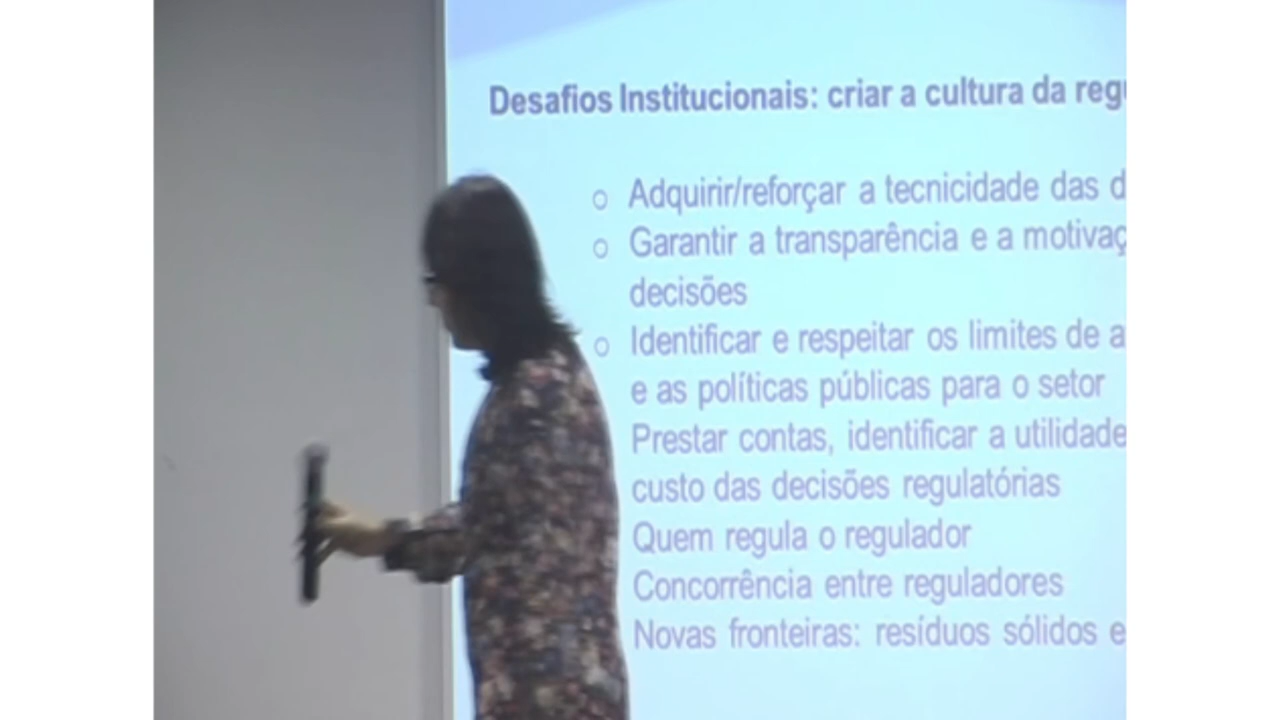 Desafios Institucionais: criar a cultura da
Adquirir/reforçar a tecnicidade das
Garantir a transparência e a
decisões
Identificar e respeitar os limites de
e as políticas públicas para o setor
Prestar contas, identificar a utilidade
custo das decisões regulatórias
Quem regula o regulador
Concorrência entre reguladores
Novas fronteiras: resíduos sólidos e